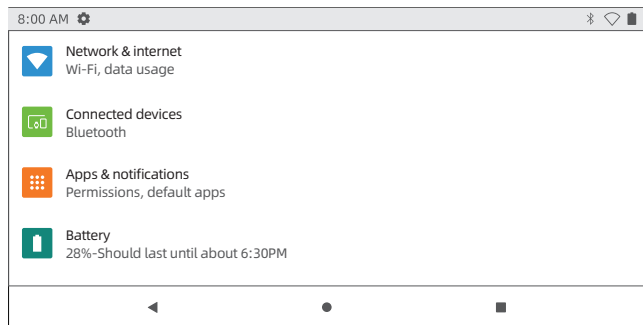 8:00 AM
Network & internet
Wi-Fi, data usage
Connected devices
Bluetooth
Apps & notifications
Permissions, default apps
Battery
28%-Should last until about 6:30PM